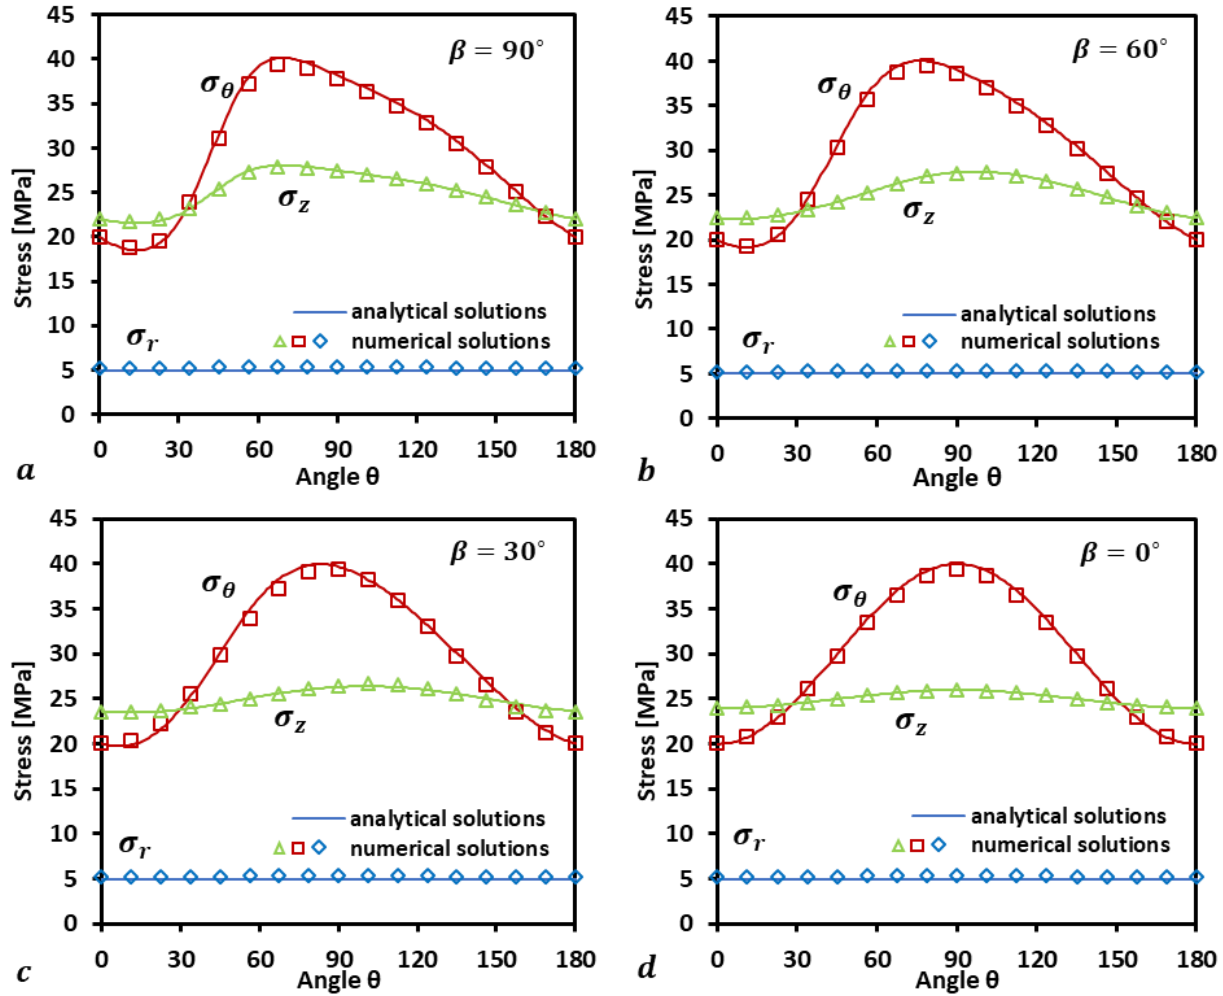 45
40
35
30
25
20
15
10
5
0
Stress [MPa]
β = 90°
σθ
σz
σr
analytical solutions
numerical solutions
0 30 60 90 120 150 180
Angle θ
a
45
40
35
30
25
20
15
10
5
0
Stress [MPa]
β = 60°
σθ
σz
σr
analytical solutions
numerical solutions
0 30 60 90 120 150 180
Angle θ
b
45
40
35
30
25
20
15
10
5
0
Stress [MPa]
β = 30°
σθ
σz
σr
analytical solutions
numerical solutions
0 30 60 90 120 150 180
Angle θ
c
45
40
35
30
25
20
15
10
5
0
Stress [MPa]
β = 0°
σθ
σz
σr
analytical solutions
numerical solutions
0 30 60 90 120 150 180
Angle θ
d